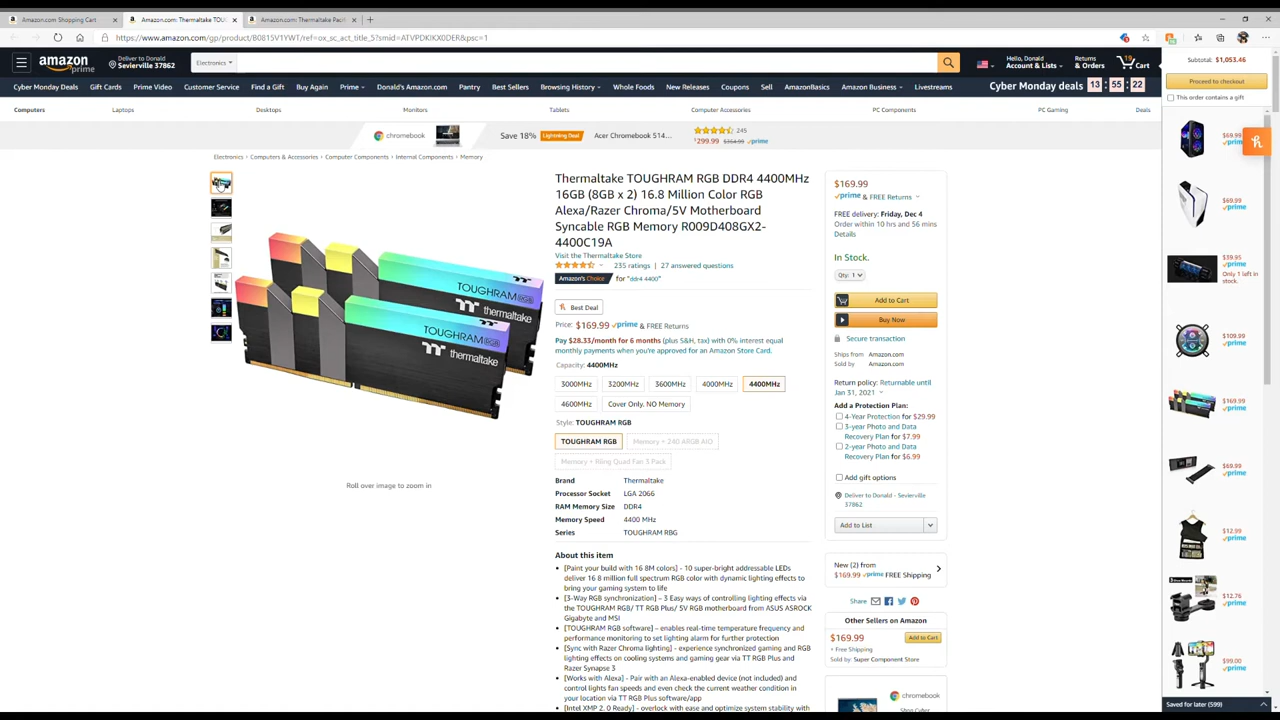 Amazon.com Shopping Cart
Amazon.com: Thermaltake TOU
Amazon.com: Thermaltake Pac
https://www.amazon.com/gp/product/B0815V1YWT/ref=ox_sc_act_title_5?smid=ATVPDKIKX0DER&psc=1
amazon prime
Deliver to Donald
Sevierville 37862
Electronics
Hello, Donald
Account & Lists
Returns
& Orders
19
Cart
Cyber Monday Deals
Gift Cards
Prime Video
Customer Service
Find a Gift
Buy Again
Prime
Donald's Amazon.com
Pantry
Best Sellers
Browsing History
Whole Foods
New Releases
Coupons
Sell
AmazonBasics
Amazon Business
Livestreams
Cyber Monday deals 13 55 22
Computers
Laptops
Desktops
Monitors
Tablets
Computer Accessories
PC Components
PC Gaming
Deals
chromebook
Save 18% Lightning Deal
Acer Chromebook 514...
245
$299.99 $364.99 prime
Electronics › Computers & Accessories › Computer Components › Internal Components › Memory
TOUGHRAM RGB
thermaltake
TOUGHRAM RGB
thermaltake
Roll over image to zoom in
Thermaltake TOUGHRAM RGB DDR4 4400MHz
16GB (8GB x 2) 16.8 Million Color RGB
Alexa/Razer Chroma/5V Motherboard
Syncable RGB Memory R009D408GX2-
4400C19A
Visit the Thermaltake Store
235 ratings | 27 answered questions
Amazon's Choice for "ddr4 4400"
Best Deal
Price: $169.99 prime & FREE Returns
Pay $28.33/month for 6 months (plus S&H, tax) with 0% interest equal
monthly payments when you're approved for an Amazon Store Card.
Capacity: 4400MHz
3000MHz
3200MHz
3600MHz
4000MHz
4400MHz
4600MHz
Cover Only. NO Memory
Style: TOUGHRAM RGB
TOUGHRAM RGB
Memory + 240 ARGB AIO
Memory + Riing Quad Fan 3 Pack
Brand Thermaltake
Processor Socket LGA 2066
RAM Memory Size DDR4
Memory Speed 4400 MHz
Series TOUGHRAM RBG
About this item
• [Paint your build with 16 8M colors] - 10 super-bright addressable LEDs
deliver 16 8 million full spectrum RGB color with dynamic lighting effects to
bring your gaming system to life
• [3-Way RGB synchronization] – 3 Easy ways of controlling lighting effects via
the TOUGHRAM RGB/ TT RGB Plus/ 5V RGB motherboard from ASUS ASROCK
Gigabyte and MSI
• [TOUGHRAM RGB software] – enables real-time temperature frequency and
performance monitoring to set lighting alarm for further protection
• [Sync with Razer Chroma lighting] - experience synchronized gaming and RGB
lighting effects on cooling systems and gaming gear via TT RGB Plus and
Razer Synapse 3
• [Works with Alexa] - Pair with an Alexa-enabled device (not included) and
control lights fan speeds and even check the current weather condition in
your location via TT RGB Plus software/app
• [Intel XMP 2. 0 Ready] - overlock with ease and optimize system stability with
$169.99
prime & FREE Returns
FREE delivery: Friday, Dec 4
Order within 10 hrs and 56 mins
Details
In Stock.
Qty: 1
Add to Cart
Buy Now
Secure transaction
Ships from Amazon.com
Sold by Amazon.com
Return policy: Returnable until
Jan 31, 2021
Add a Protection Plan:
4-Year Protection for $29.99
3-year Photo and Data
Recovery Plan for $7.99
2-year Photo and Data
Recovery Plan for $6.99
Add gift options
Deliver to Donald - Sevierville
37862
Add to List
New (2) from
$169.99 prime FREE Shipping
Share
Other Sellers on Amazon
$169.99
Add to Cart
+ Free Shipping
Sold by: Super Component Store
chromebook
Shop Cyber
Subtotal: $1,053.46
Proceed to checkout
This order contains a gift
$69.99
prime
$69.99
prime
$39.95
prime
Only 1 left in
stock.
$109.99
prime
$169.99
prime
$69.99
prime
$12.99
prime
$12.76
prime
$99.00
prime
Saved for later (599)